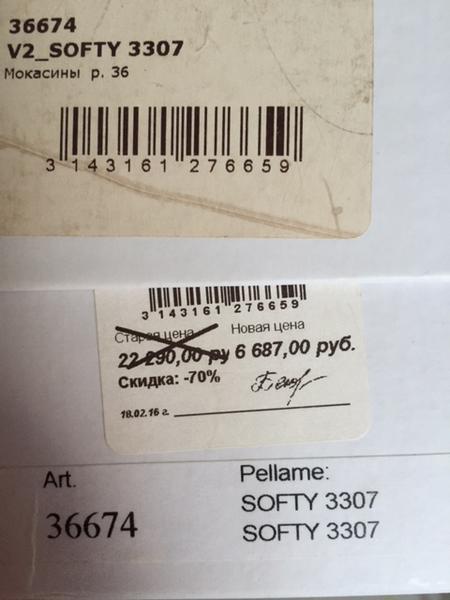 36674
V2_SOFTY 3307
Мокасины р. 36
3 143161 276659
3 143161 276659
Старая цена Новая цена
22 290,00 ру 6 687,00 руб.
Скидка: -70%
18.02.16 г.
Art. Pellame:
36674 SOFTY 3307
SOFTY 3307